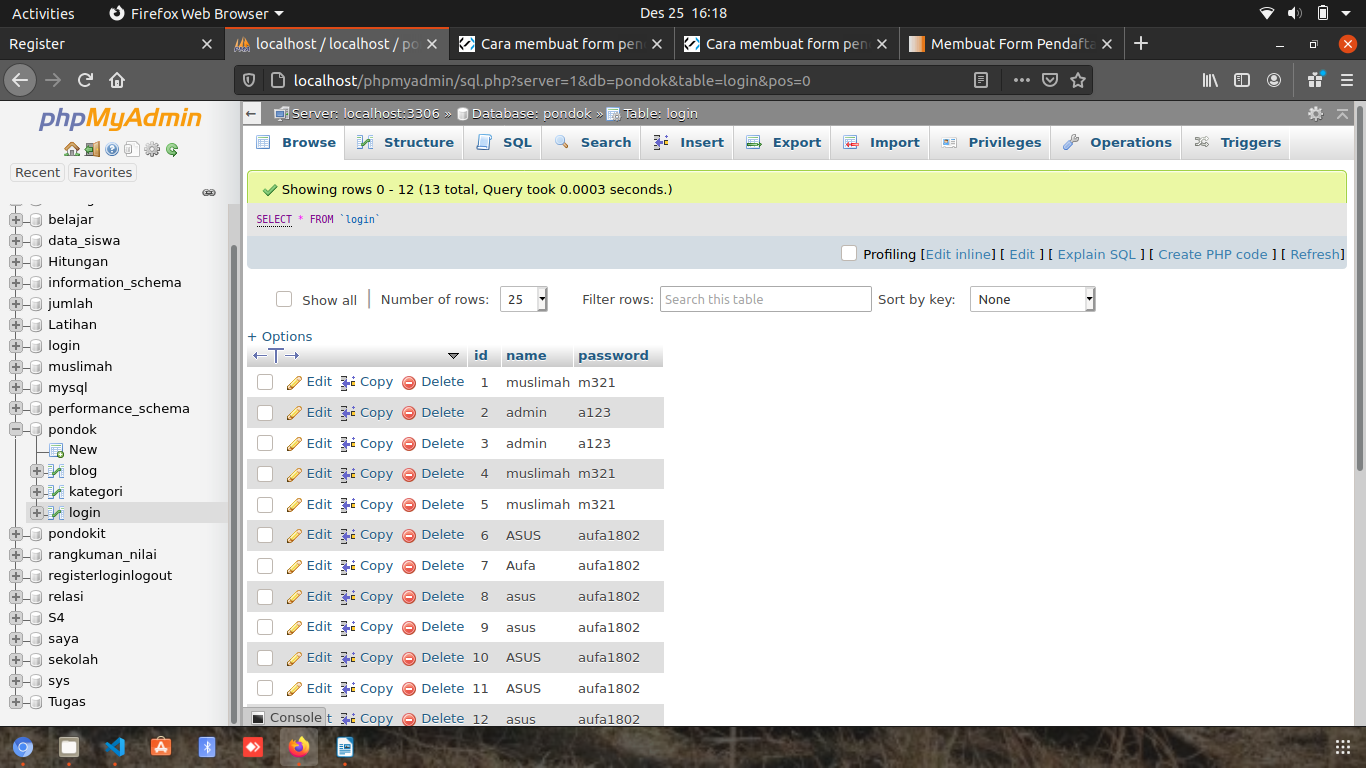 Activities Firefox Web Browser Des 25 16:18
Register localhost / localhost / po Cara membuat form pen Cara membuat form pen Membuat Form Pendafta
localhost/phpmyadmin/sql.php?server=1&db=pondok&table=login&pos=0
phpMyAdmin
Recent Favorites
belajar
data_siswa
Hitungan
information_schema
jumlah
Latihan
login
muslimah
mysql
performance_schema
pondok
New
blog
kategori
login
pondokit
rangkuman_nilai
registerloginlogout
relasi
S4
saya
sekolah
sys
Tugas
Server: localhost:3306 » Database: pondok » Table: login
Browse Structure SQL Search Insert Export Import Privileges Operations Triggers
Showing rows 0 - 12 (13 total, Query took 0.0003 seconds.)
SELECT * FROM `login`
Profiling [Edit inline] [ Edit ] [ Explain SQL ] [ Create PHP code ] [ Refresh]
Show all | Number of rows: 25 Filter rows: Search this table Sort by key: None
+ Options
←T→ id name password
Edit Copy Delete 1 muslimah m321
Edit Copy Delete 2 admin a123
Edit Copy Delete 3 admin a123
Edit Copy Delete 4 muslimah m321
Edit Copy Delete 5 muslimah m321
Edit Copy Delete 6 ASUS aufa1802
Edit Copy Delete 7 Aufa aufa1802
Edit Copy Delete 8 asus aufa1802
Edit Copy Delete 9 asus aufa1802
Edit Copy Delete 10 ASUS aufa1802
Edit Copy Delete 11 ASUS aufa1802
Copy Delete 12 asus aufa1802
Console